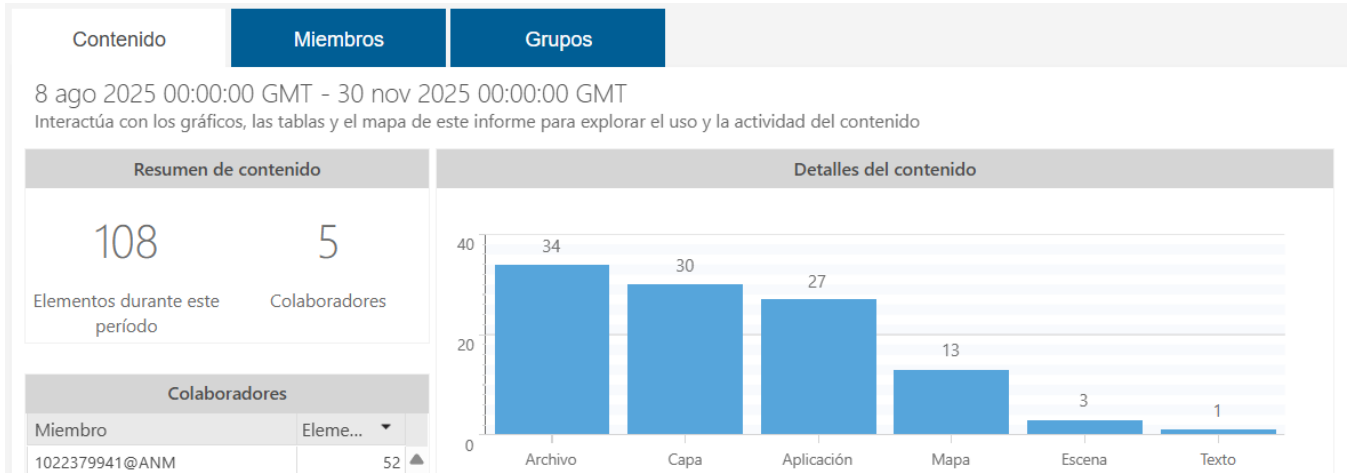 Contenido
Miembros
Grupos
8 ago 2025 00:00:00 GMT - 30 nov 2025 00:00:00 GMT
Interactúa con los gráficos, las tablas y el mapa de este informe para explorar el uso y la actividad del contenido
Resumen de contenido
108
5
Elementos durante este
período
Colaboradores
Colaboradores
Miembro
Eleme...
1022379941@ANM
52
Detalles del contenido
40
20
0
34
30
27
13
3
1
Archivo
Capa
Aplicación
Mapa
Escena
Texto